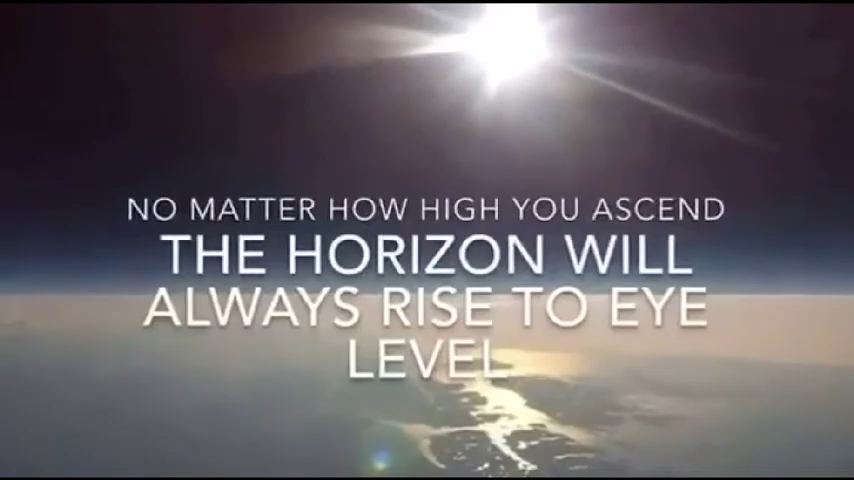 NO MATTER HOW HIGH YOU ASCEND
THE HORIZON WILL
ALWAYS RISE TO EYE
LEVEL